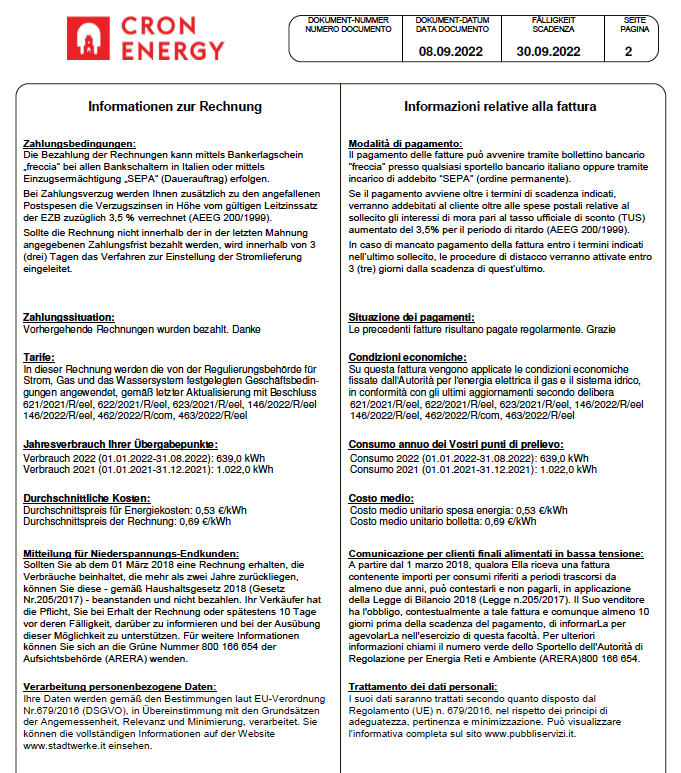 CRON
ENERGY
DOKUMENT-NUMMER
NUMERO DOCUMENTO
DOKUMENT-DATUM
DATA DOCUMENTO
08.09.2022
FÄLLIGKEIT
SCADENZA
30.09.2022
SEITE
PAGINA
2
Informationen zur Rechnung
Zahlungsbedingungen:
Die Bezahlung der Rechnungen kann mittels Bankerlagschein
„freccia" bei allen Bankschaltern in Italien oder mittels
Einzugsermächtigung „SEPA" (Dauerauftrag) erfolgen.
Bei Zahlungsverzug werden Ihnen zusätzlich zu den angefallenen
Postspesen die Verzugszinsen in Höhe vom gültigen Leitzinssatz
der EZB zuzüglich 3,5 % verrechnet (AEEG 200/1999).
Sollte die Rechnung nicht innerhalb der in der letzten Mahnung
angegebenen Zahlungsfrist bezahlt werden, wird innerhalb von 3
(drei) Tagen das Verfahren zur Einstellung der Stromlieferung
eingeleitet.
Zahlungssituation:
Vorhergehende Rechnungen wurden bezahlt. Danke
Tarife:
In dieser Rechnung werden die von der Regulierungsbehörde für
Strom, Gas und das Wassersystem festgelegten Geschäftsbedin-
gungen angewendet, gemäß letzter Aktualisierung mit Beschluss
621/2021/R/eel, 622/2021/R/eel, 623/2021/R/eel, 146/2022/R/eel
146/2022/R/eel, 462/2022/R/com, 463/2022/R/eel
Jahresverbrauch Ihrer Übergabepunkte:
Verbrauch 2022 (01.01.2022-31.08.2022): 639,0 kWh
Verbrauch 2021 (01.01.2021-31.12.2021): 1.022,0 kWh
Durchschnittliche Kosten:
Durchschnittspreis für Energiekosten: 0,53 €/kWh
Durchschnittspreis der Rechnung: 0,69 €/kWh
Mitteilung für Niederspannungs-Endkunden:
Sollten Sie ab dem 01 März 2018 eine Rechnung erhalten, die
Verbräuche beinhaltet, die mehr als zwei Jahre zurückliegen,
können Sie diese - gemäß Haushaltsgesetz 2018 (Gesetz
Nr.205/2017) - beanstanden und nicht bezahlen. Ihr Verkäufer hat
die Pflicht, Sie bei Erhalt der Rechnung oder spätestens 10 Tage
vor deren Fälligkeit, darüber zu informieren und bei der Ausübung
dieser Möglichkeit zu unterstützen. Für weitere Informationen
können Sie sich an die Grüne Nummer 800 166 654 der
Aufsichtsbehörde (ARERA) wenden.
Verarbeitung personenbezogene Daten:
Ihre Daten werden gemäß den Bestimmungen laut EU-Verordnung
Nr.679/2016 (DSGVO), in Übereinstimmung mit den Grundsätzen
der Angemessenheit, Relevanz und Minimierung, verarbeitet. Sie
können die vollständigen Informationen auf der Website
www.stadtwerke.it einsehen.
Informazioni relative alla fattura
Modalità di pagamento:
Il pagamento delle fatture può avvenire tramite bollettino bancario
"freccia" presso qualsiasi sportello bancario italiano oppure tramite
incarico di addebito "SEPA" (ordine permanente).
Se il pagamento avviene oltre i termini di scadenza indicati,
verranno addebitati al cliente oltre alle spese postali relative al
sollecito gli interessi di mora pari al tasso ufficiale di sconto (TUS)
aumentato del 3,5% per il periodo di ritardo (AEEG 200/1999).
In caso di mancato pagamento della fattura entro i termini indicati
nell'ultimo sollecito, le procedure di distacco verranno attivate entro
3 (tre) giorni dalla scadenza di quest'ultimo.
Situazione dei pagamenti:
Le precedenti fatture risultano pagate regolarmente. Grazie
Condizioni economiche:
Su questa fattura vengono applicate le condizioni economiche
fissate dall'Autorità per l'energia elettrica il gas e il sistema idrico,
in conformità con gli ultimi aggiornamenti secondo delibera
621/2021/R/eel, 622/2021/R/eel, 623/2021/R/eel, 146/2022/R/eel
146/2022/R/eel, 462/2022/R/com, 463/2022/R/eel
Consumo annuo dei Vostri punti di prelievo:
Consumo 2022 (01.01.2022-31.08.2022): 639,0 kWh
Consumo 2021 (01.01.2021-31.12.2021): 1.022,0 kWh
Costo medio:
Costo medio unitario spesa energia: 0,53 €/kWh
Costo medio unitario bolletta: 0,69 €/kWh
Comunicazione per clienti finali alimentati in bassa tensione:
A partire dal 1 marzo 2018, qualora Ella riceva una fattura
contenente importi per consumi riferiti a periodi trascorsi da
almeno due anni, può contestarli e non pagarli, in applicazione
della Legge di Bilancio 2018 (Legge n.205/2017). Il Suo venditore
ha l'obbligo, contestualmente a tale fattura e comunque almeno 10
giorni prima della scadenza del pagamento, di informarLa per
agevolarLa nell'esercizio di questa facoltà. Per ulteriori
informazioni chiami il numero verde dello Sportello dell'Autorità di
Regolazione per Energia Reti e Ambiente (ARERA)800 166 654.
Trattamento dei dati personali:
I suoi dati saranno trattati secondo quanto disposto dal
Regolamento (UE) n. 679/2016, nel rispetto dei principi di
adeguatezza, pertinenza e minimizzazione. Può visualizzare
l'informativa completa sul sito www.pubbliservizi.it.